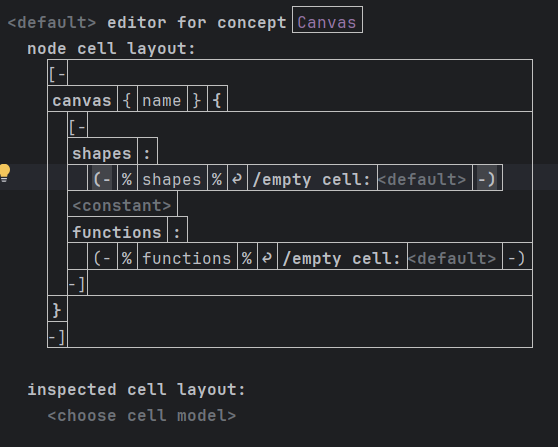 <default> editor for concept Canvas
node cell layout:
[-
canvas { name } {
[-
shapes :
(- % shapes % ↵ /empty cell: <default> -)
<constant>
functions :
(- % functions % ↵ /empty cell: <default> -)
-]
}
-]
inspected cell layout:
<choose cell model>